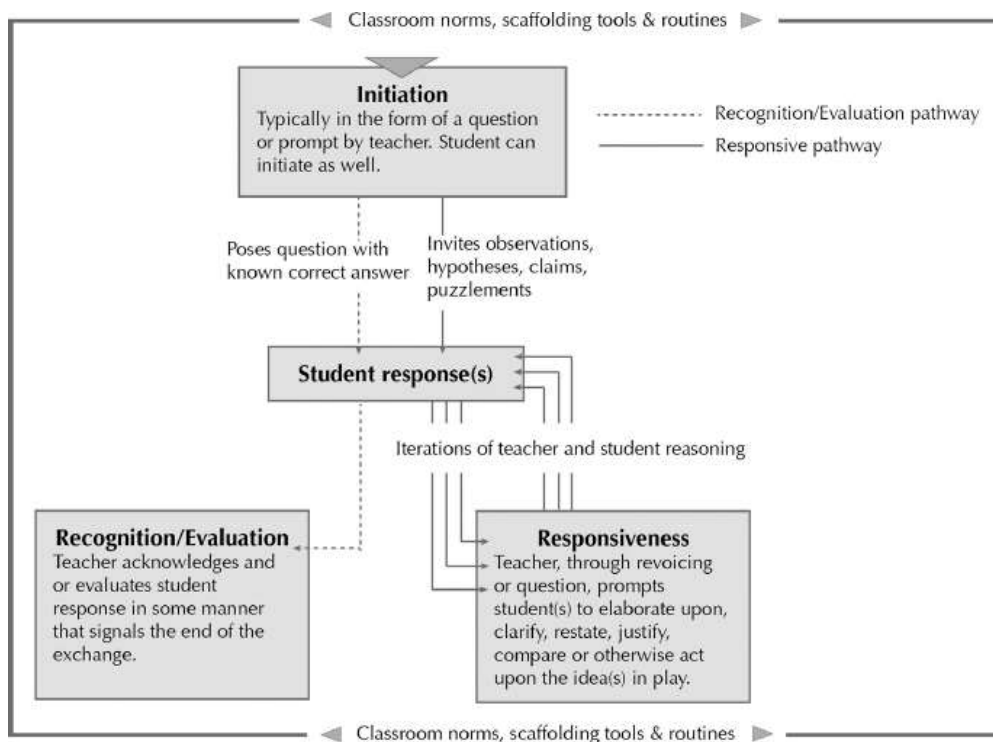 Classroom norms, scaffolding tools & routines
Initiation
Typically in the form of a question
or prompt by teacher. Student can
initiate as well.
Recognition/Evaluation pathway
Responsive pathway
Poses question with
known correct answer
Invites observations,
hypotheses, claims,
puzzlements
Student response(s)
Iterations of teacher and student reasoning
Recognition/Evaluation
Teacher acknowledges and
or evaluates student
response in some manner
that signals the end of the
exchange.
Responsiveness
Teacher, through revoicing
or question, prompts
student(s) to elaborate upon,
clarify, restate, justify,
compare or otherwise act
upon the idea(s) in play.
Classroom norms, scaffolding tools & routines